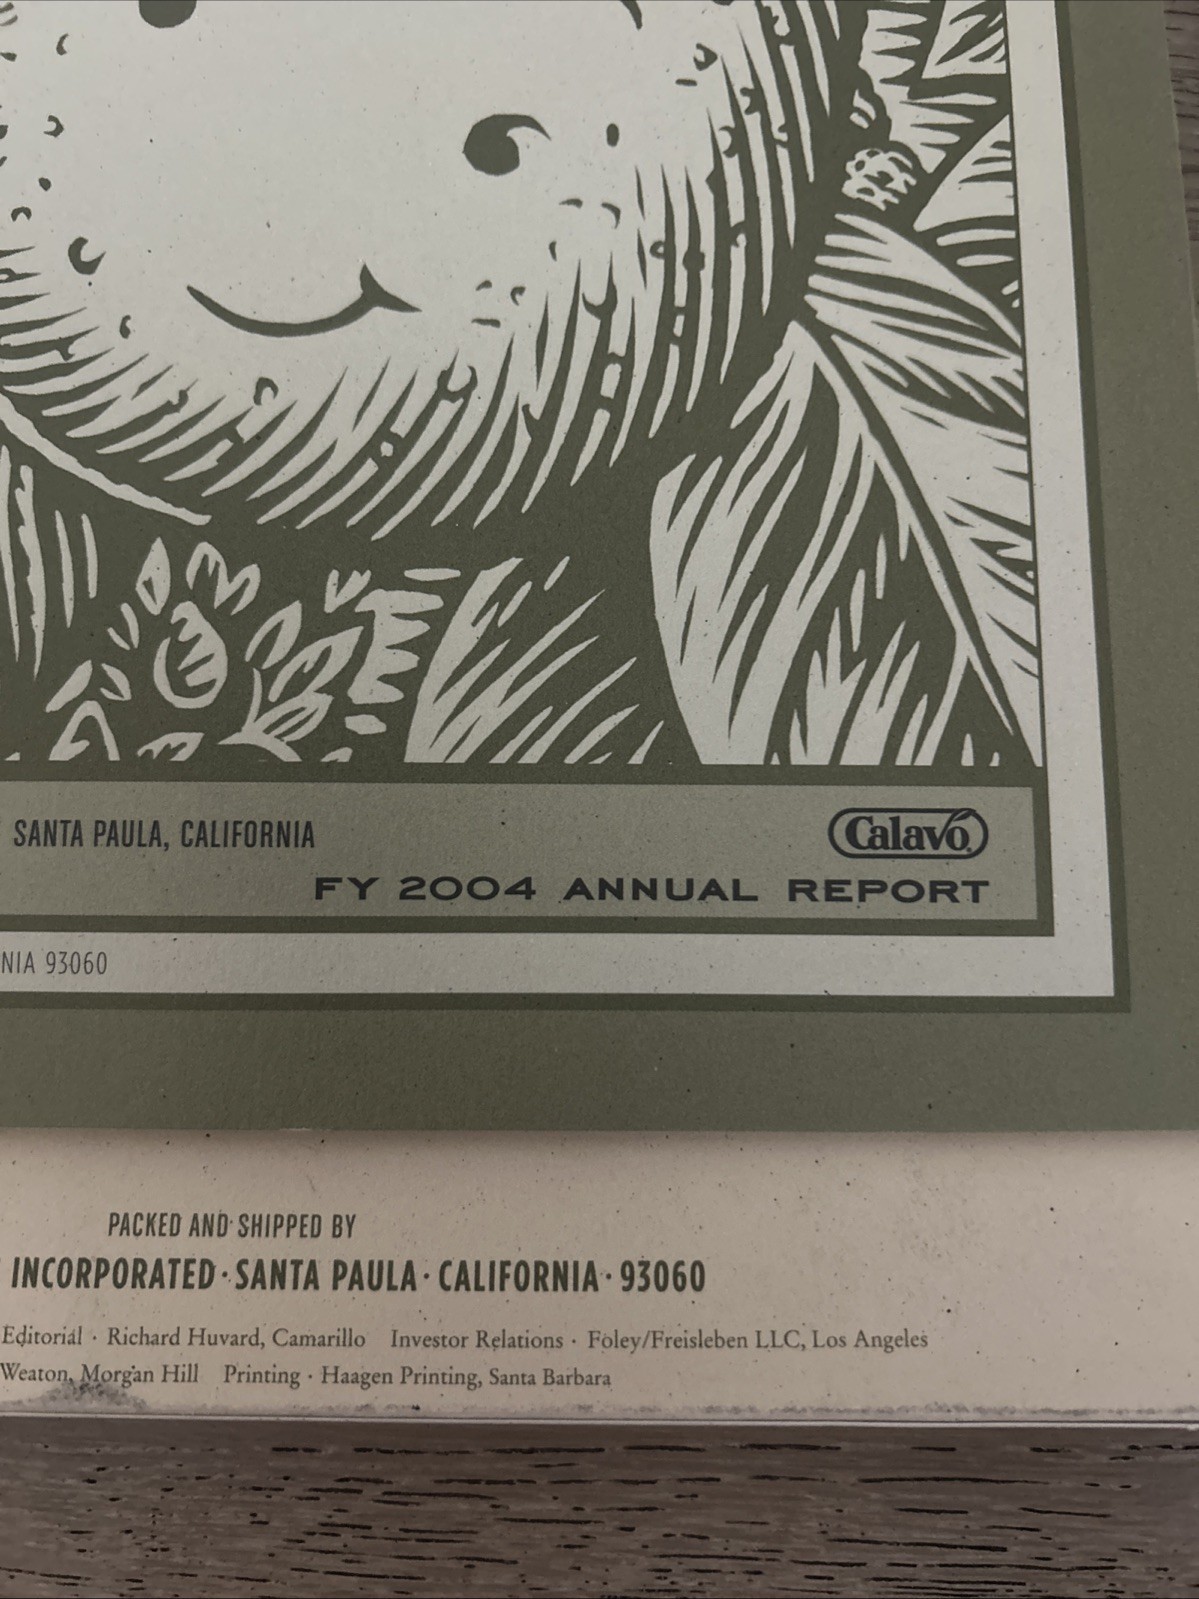 SANTA PAULA, CALIFORNIA
Calavo
FY 2004 ANNUAL REPORT
NIA 93060
PACKED AND SHIPPED BY
INCORPORATED · SANTA PAULA · CALIFORNIA · 93060
Editorial · Richard Huvard, Camarillo Investor Relations · Foley/Freisleben LLC, Los Angeles
Weaton, Morgan Hill Printing · Haagen Printing, Santa Barbara